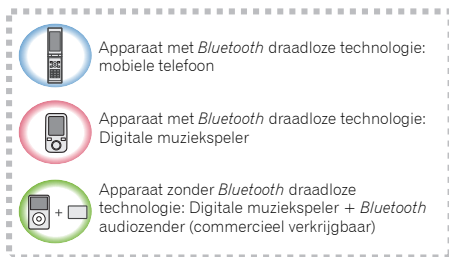 Apparaat met Bluetooth draadloze technologie:
mobiele telefoon
Apparaat met Bluetooth draadloze technologie:
Digitale muziekspeler
Apparaat zonder Bluetooth draadloze
technologie: Digitale muziekspeler + Bluetooth
audiozender (commercieel verkrijgbaar)
+